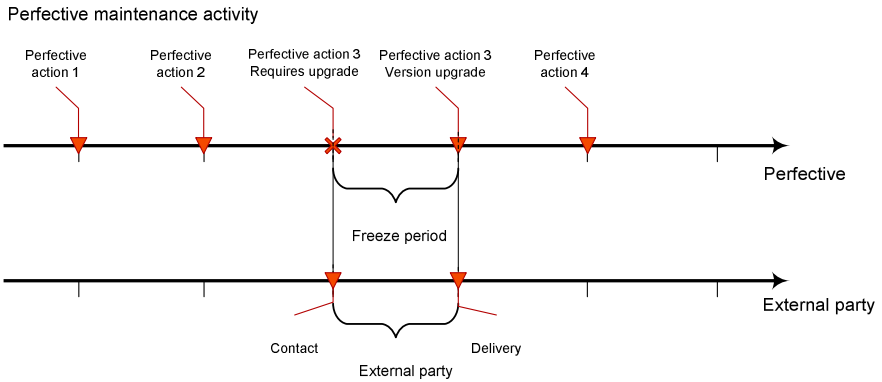 Perfective maintenance activity
Perfective
action 1
Perfective
action 2
Perfective action 3
Requires upgrade
Perfective action 3
Version upgrade
Perfective
action 4
Perfective
Freeze period
External party
Contact
Delivery
External party